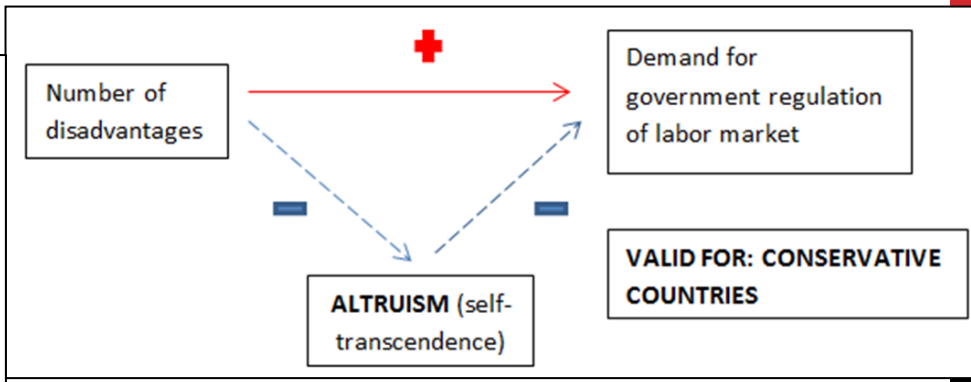 Number of
disadvantages
Demand for
government regulation
of labor market
ALTRUISM (self-
transcendence)
VALID FOR: CONSERVATIVE
COUNTRIES